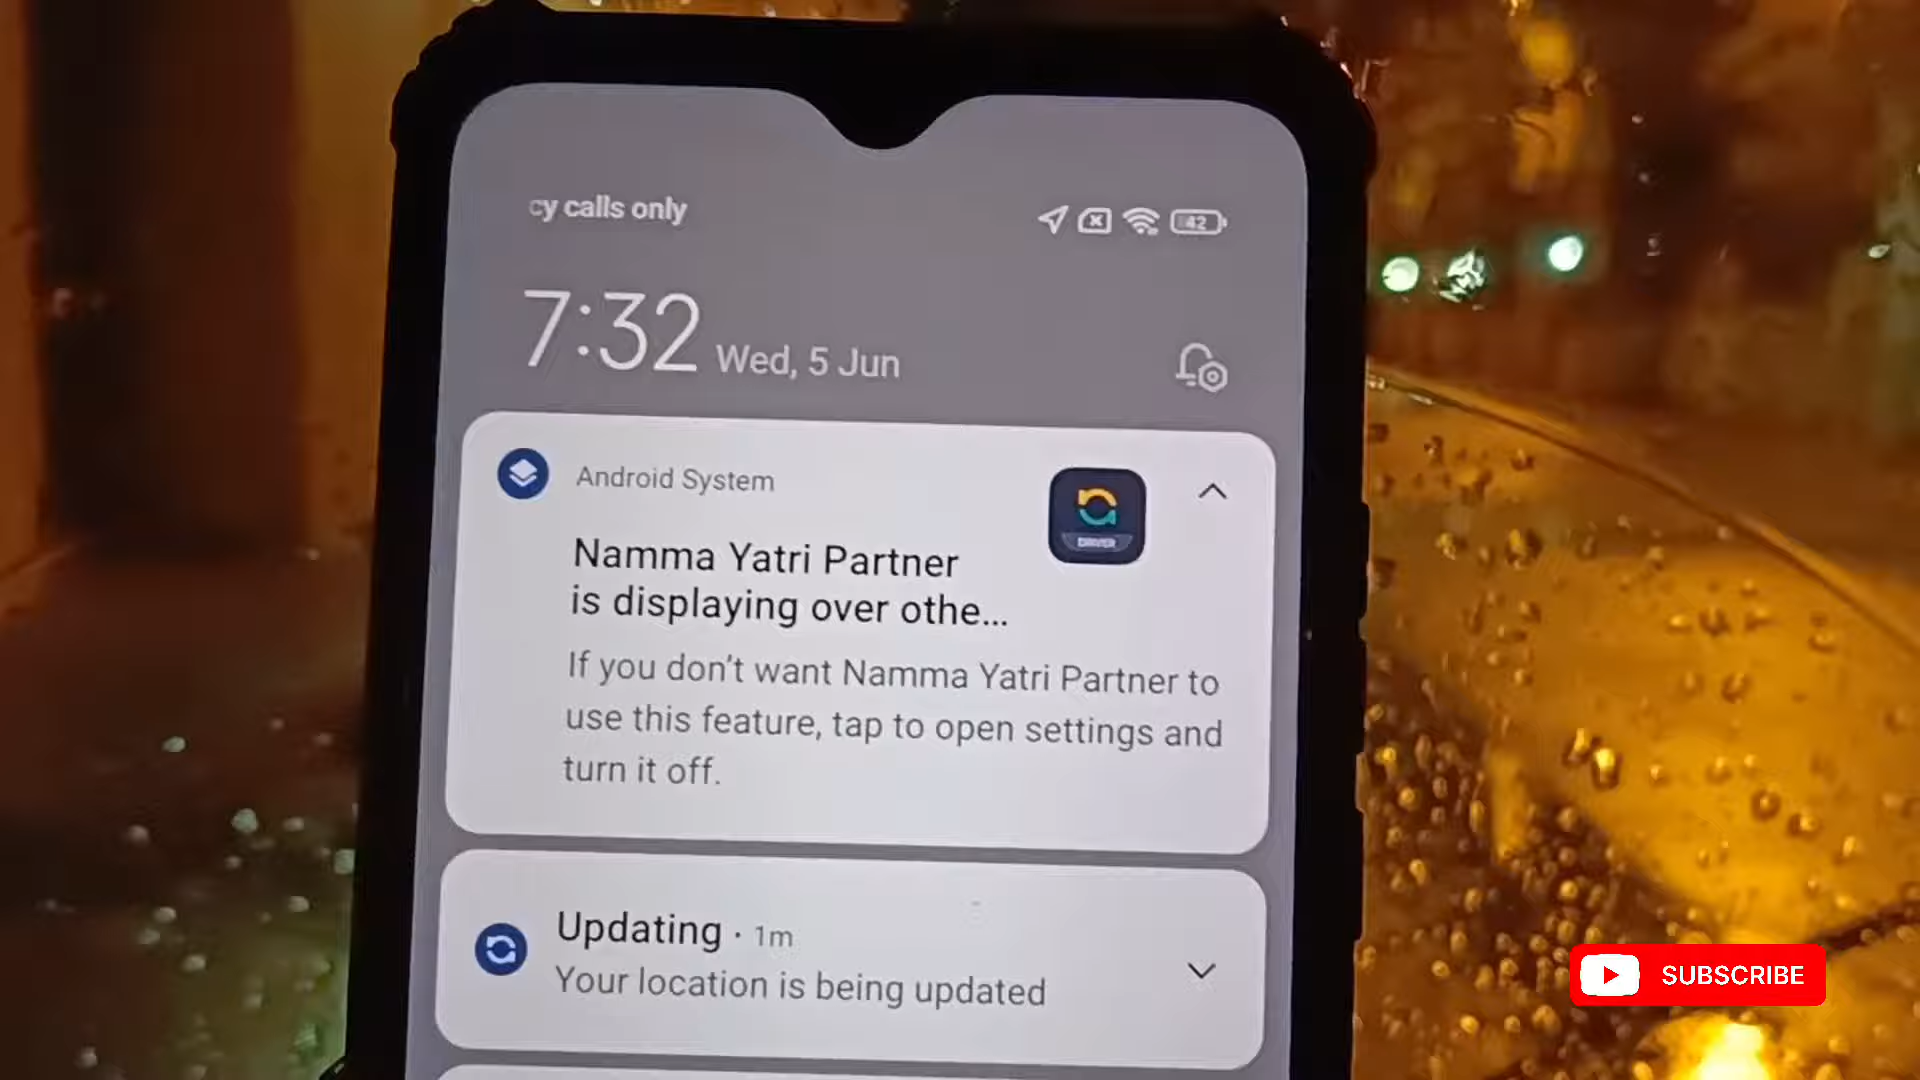 cy calls only
42
7:32 Wed, 5 Jun
Android System
DRIVER
Namma Yatri Partner
is displaying over othe...
If you don't want Namma Yatri Partner to
use this feature, tap to open settings and
turn it off.
Updating · 1m
Your location is being updated
SUBSCRIBE